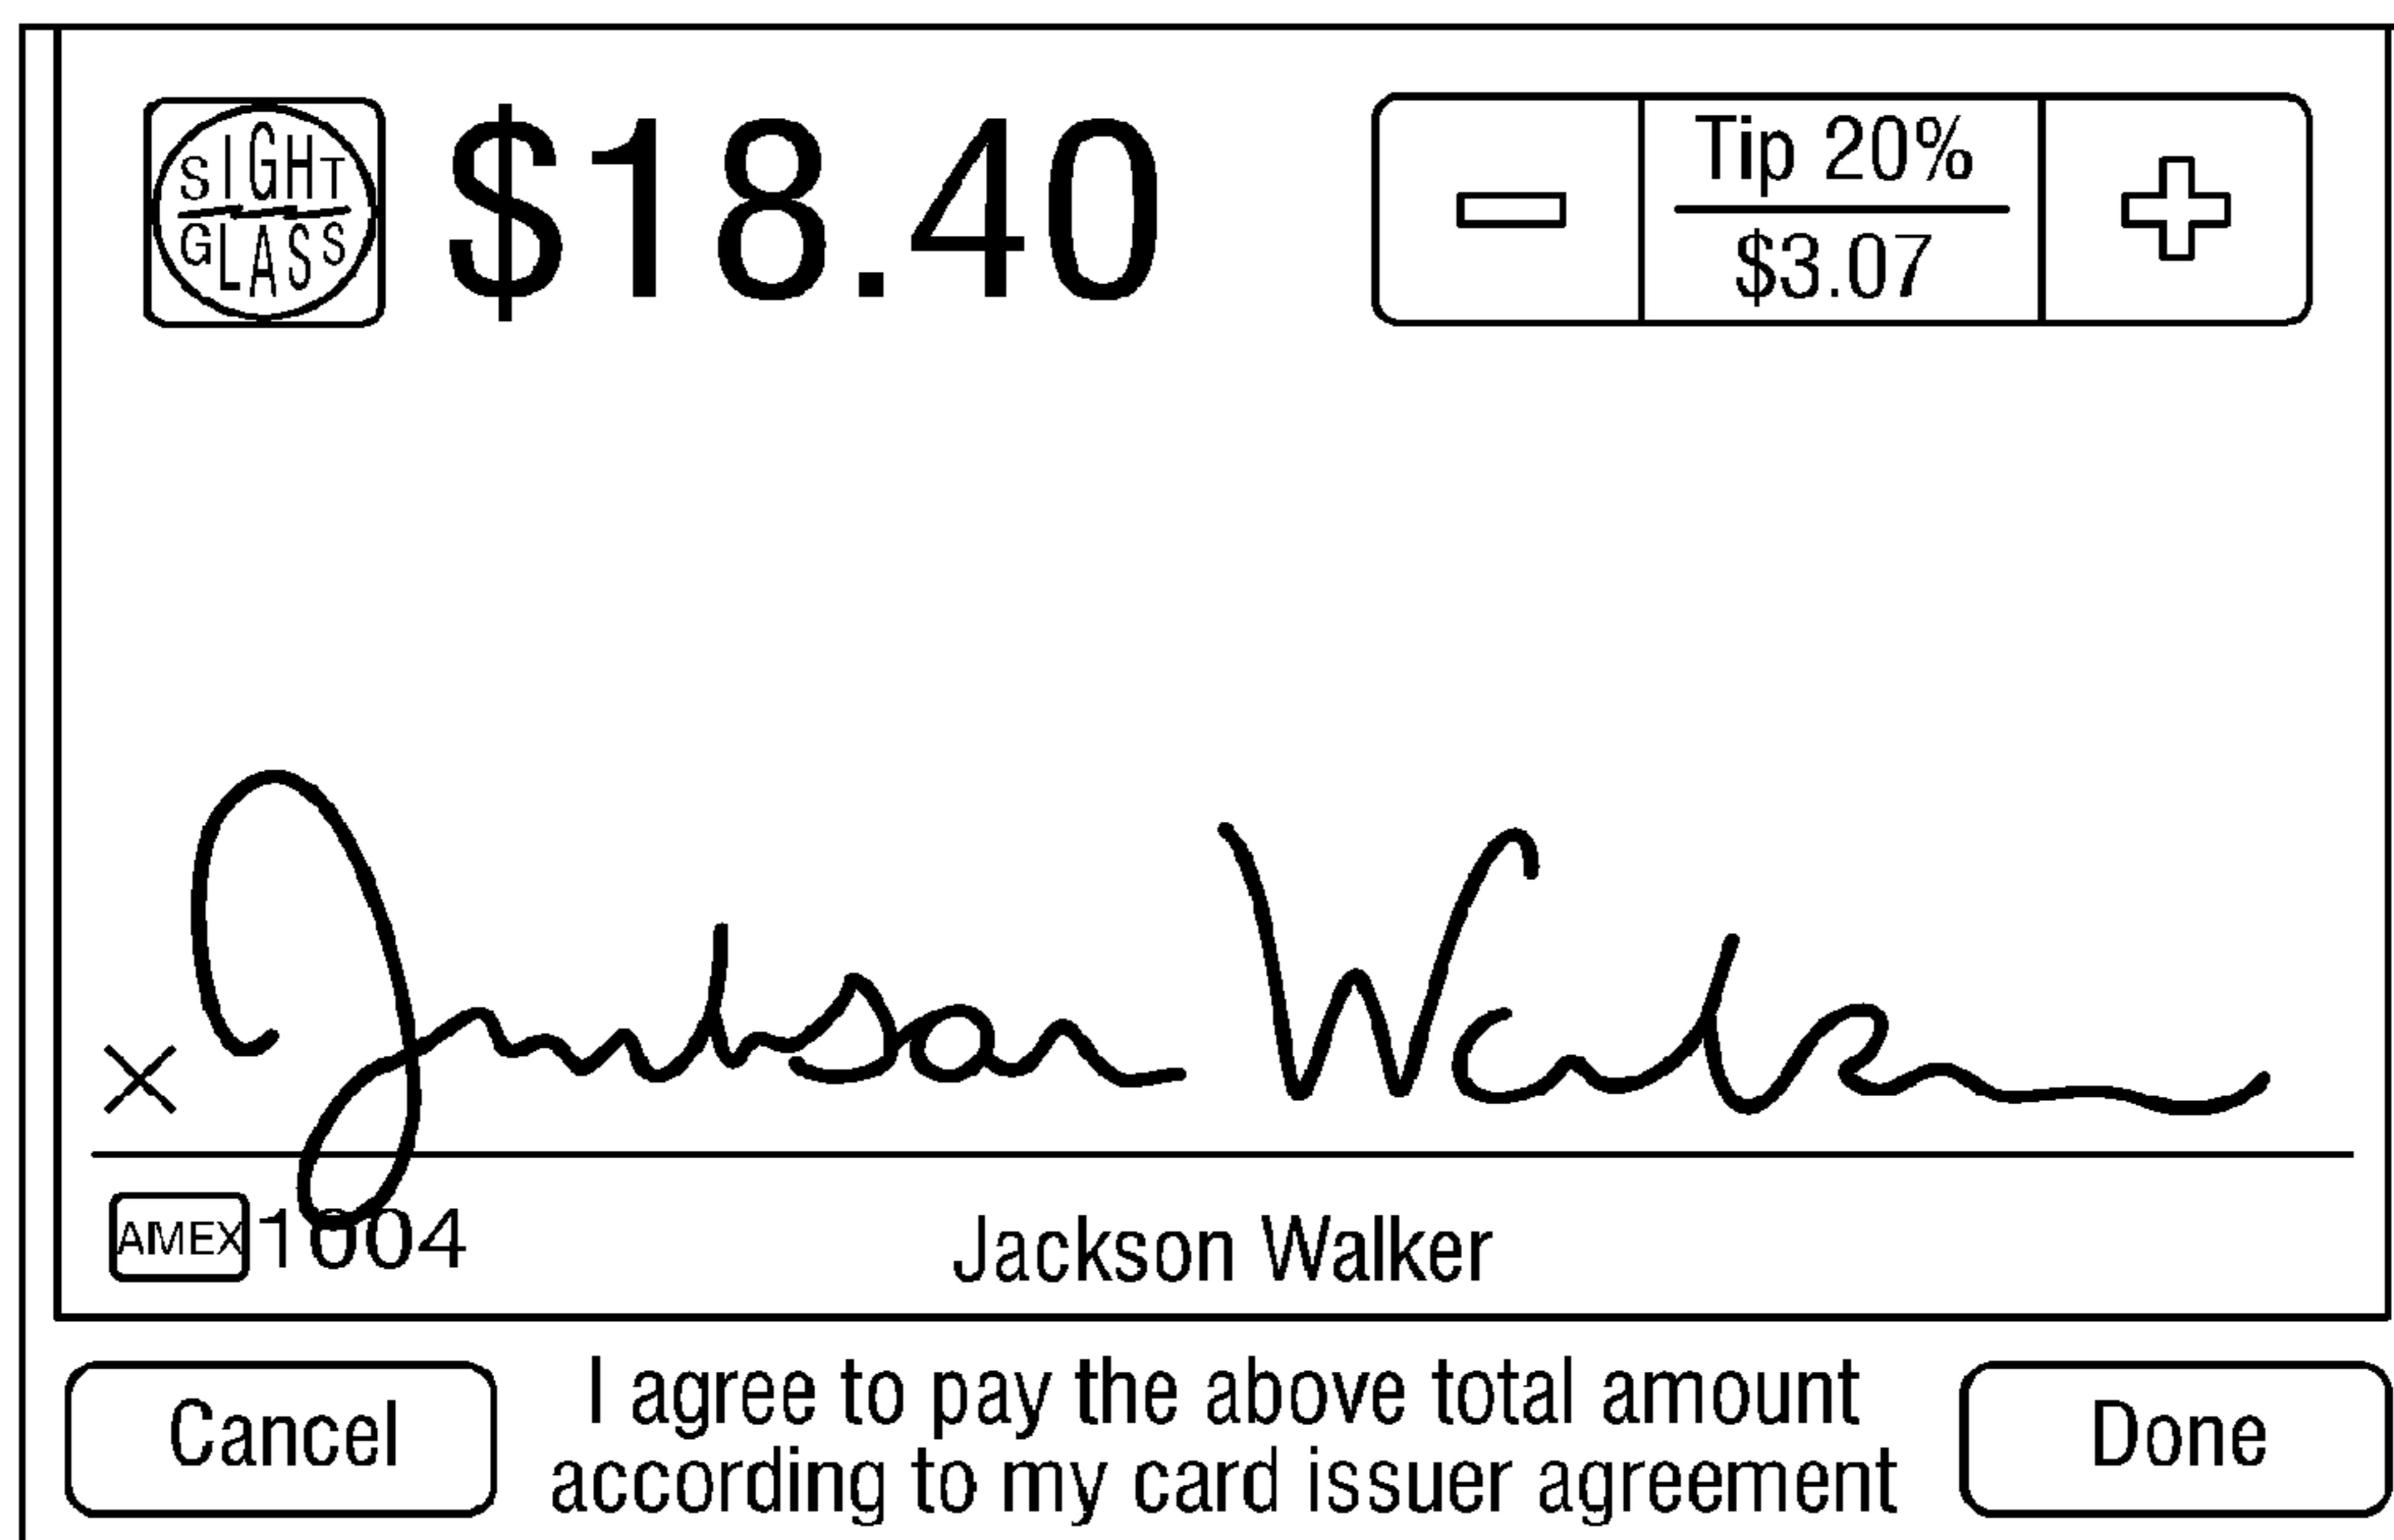 SIGHT
GLASS
$18.40
Tip 20%
$3.07
Jackson Walker
AMEX 1004
Jackson Walker
Cancel
I agree to pay the above total amount
according to my card issuer agreement
Done